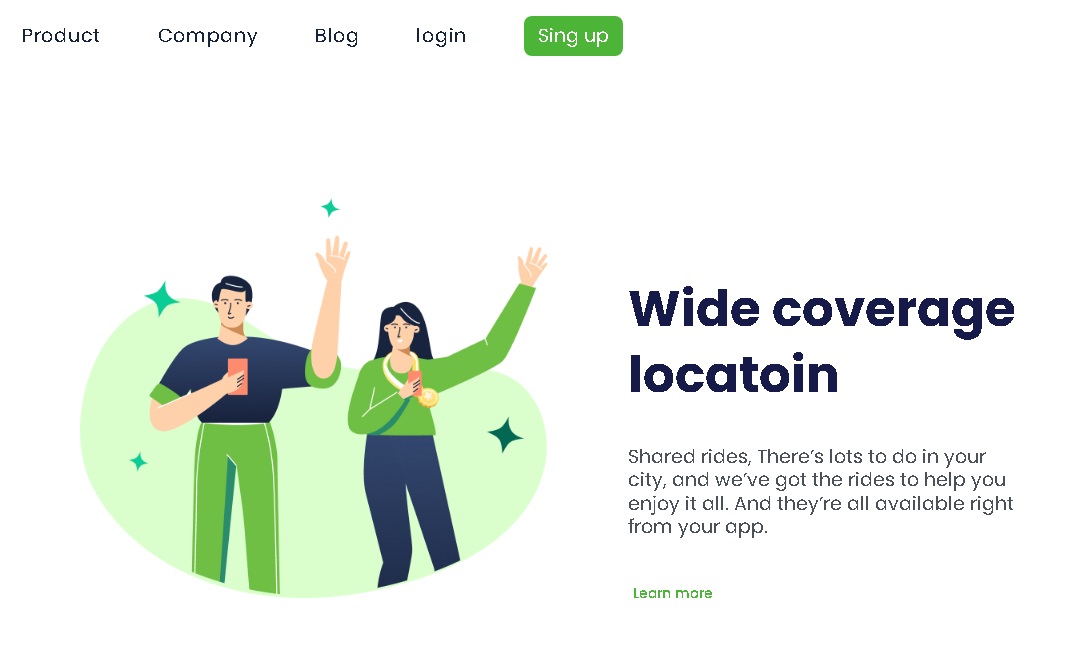 Product Company Blog login Sing up
Wide coverage
locatoin
Shared rides, There's lots to do in your
city, and we've got the rides to help you
enjoy it all. And they're all available right
from your app.
Learn more